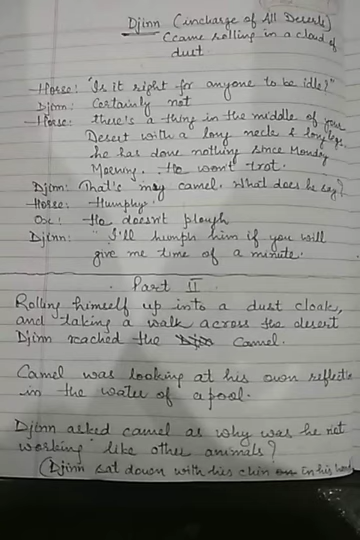 Djinn (incharge of All Deserts)
(came rolling in a cloud of
dust
Horse: "Is it right for anyone to be idle?"
Djinn: Certainly not
Horse: there's a thing in the middle of your
Desert with a long neck & long legs,
he has done nothing since Monday
Morning. He won't trot.
Djinn: That's may camel. What does he say?
Horse: Humphy.
Ox: He doesn't plough
Djinn: "I'll humph him if you will
give me time of a minute."
Part II
Rolling himself up into a dust cloak,
and taking a walk across the desert
Djinn reached the camel.
Camel was looking at his own reflecti
in the water of a pool.
Djinn asked camel as why was he not
working like other animals?
(Djinn sat down with his chin in his hand